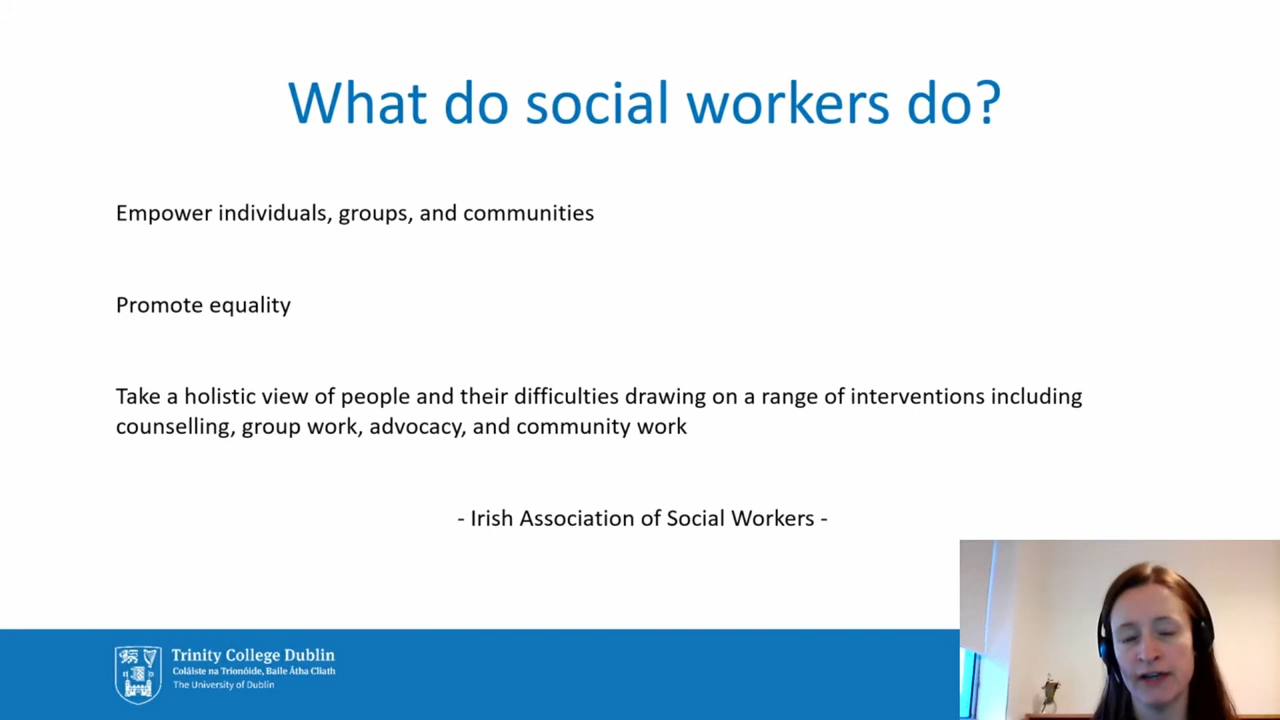 What do social workers do?
Empower individuals, groups, and communities
Promote equality
Take a holistic view of people and their difficulties drawing on a range of interventions including
counselling, group work, advocacy, and community work
- Irish Association of Social Workers -
Trinity College Dublin
Coláiste na Tríonóide, Baile Átha Cliath
The University of Dublin